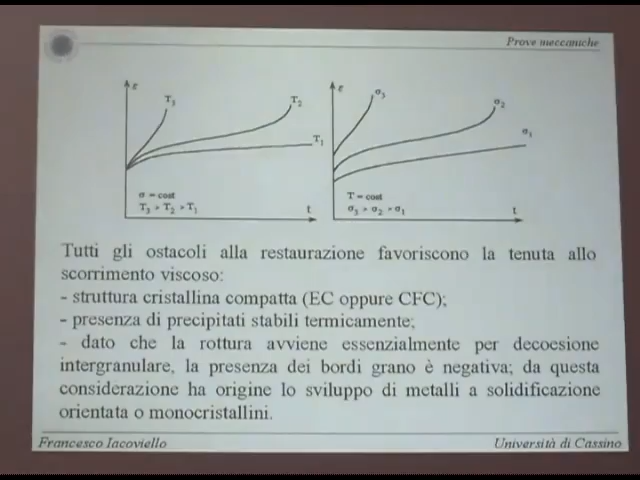 Prove meccaniche
ε
T3
T2
T1
σ = cost
T3 > T2 > T1
t
ε
σ3
σ2
σ1
T = cost
σ3 > σ2 > σ1
t
Tutti gli ostacoli alla restaurazione favoriscono la tenuta allo
scorrimento viscoso:
- struttura cristallina compatta (EC oppure CFC);
- presenza di precipitati stabili termicamente;
- dato che la rottura avviene essenzialmente per decoesione
intergranulare, la presenza dei bordi grano è negativa; da questa
considerazione ha origine lo sviluppo di metalli a solidificazione
orientata o monocristallini.
Francesco Iacoviello
Università di Cassino